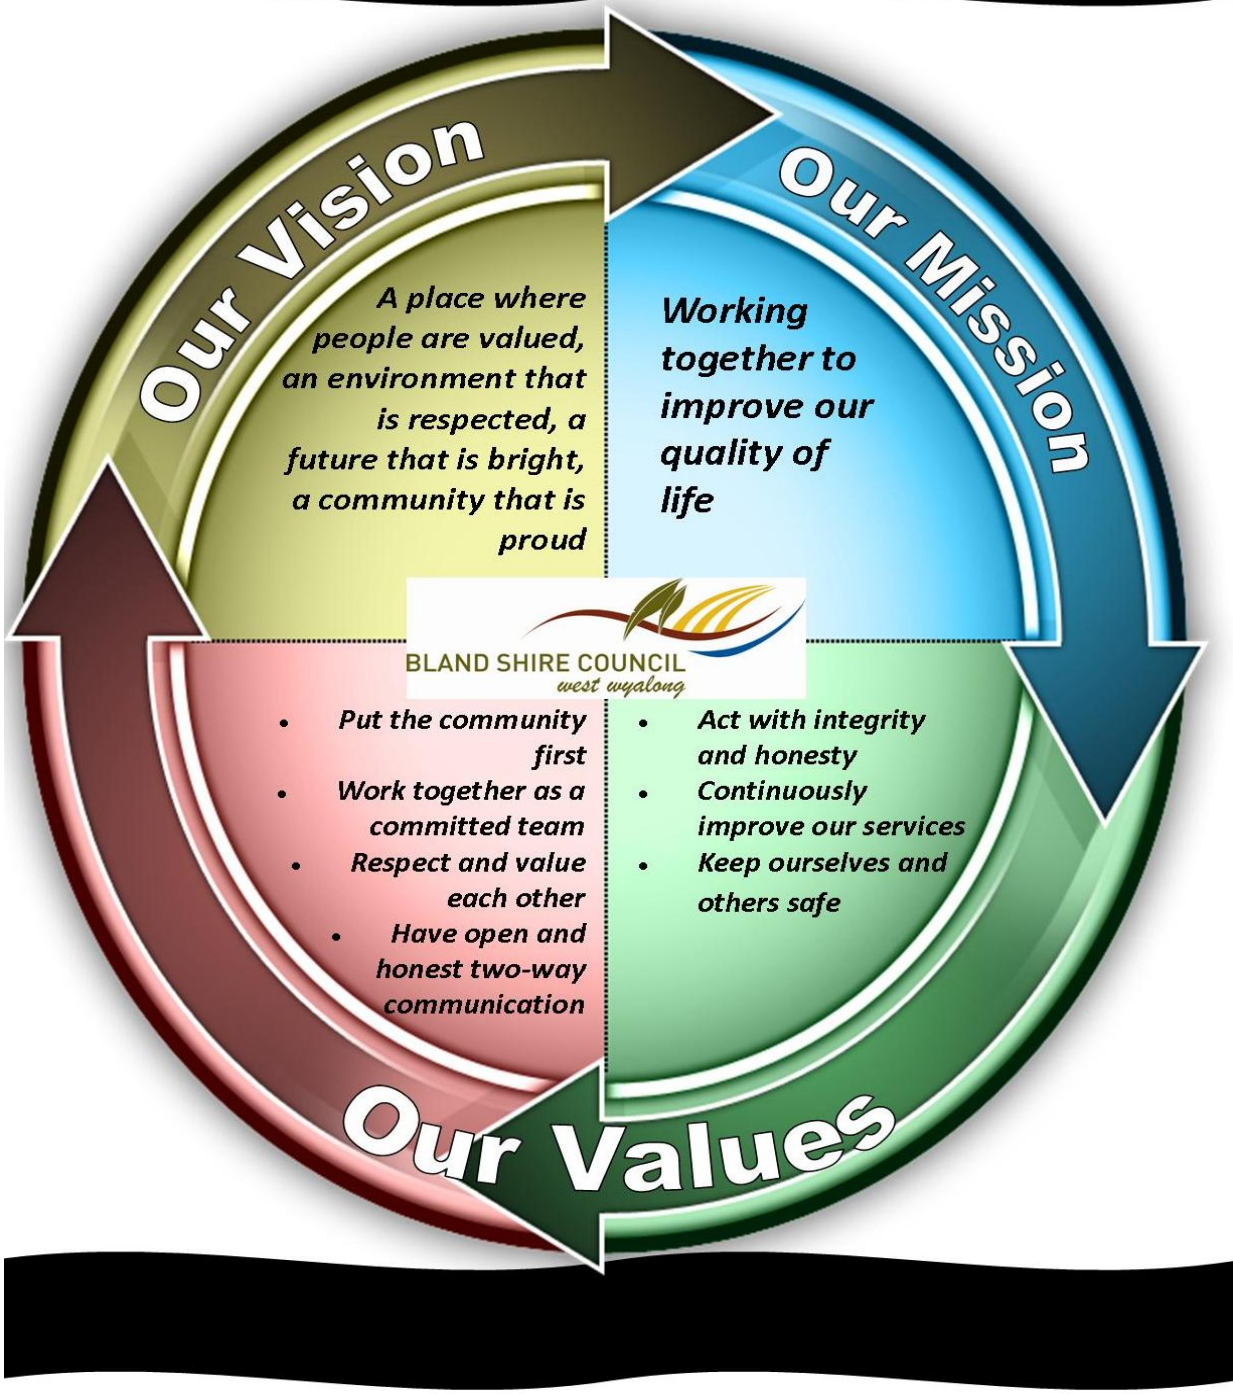 Our Vision
A place where
people are valued,
an environment that
is respected, a
future that is bright,
a community that is
proud
Our Mission
Working
together to
improve our
quality of
life
BLAND SHIRE COUNCIL
west wyalong
• Put the community
first
• Work together as a
committed team
• Respect and value
each other
• Have open and
honest two-way
communication
• Act with integrity
and honesty
• Continuously
improve our services
• Keep ourselves and
others safe
Our Values